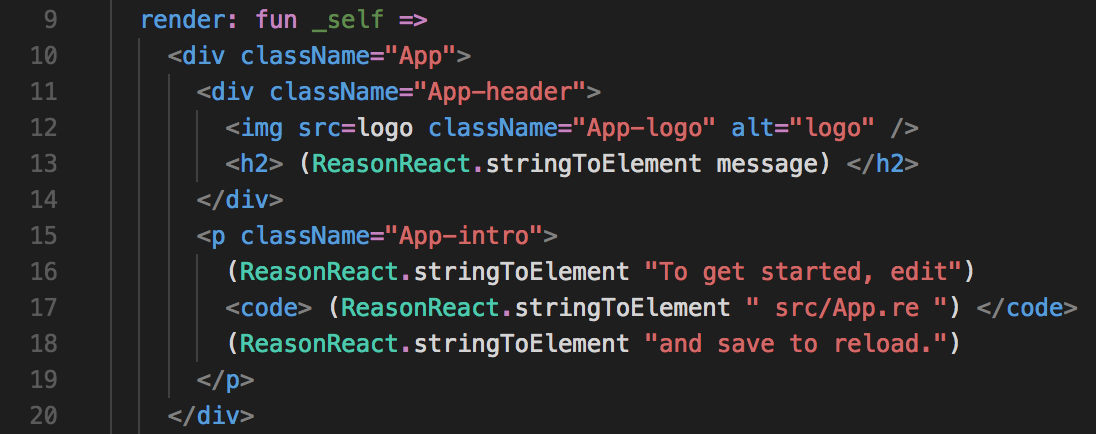 9 render: fun _self =>
10 <div className="App">
11 <div className="App-header">
12 <img src=logo className="App-logo" alt="logo" />
13 <h2> (ReasonReact.stringToElement message) </h2>
14 </div>
15 <p className="App-intro">
16 (ReasonReact.stringToElement "To get started, edit")
17 <code> (ReasonReact.stringToElement " src/App.re ") </code>
18 (ReasonReact.stringToElement "and save to reload.")
19 </p>
20 </div>